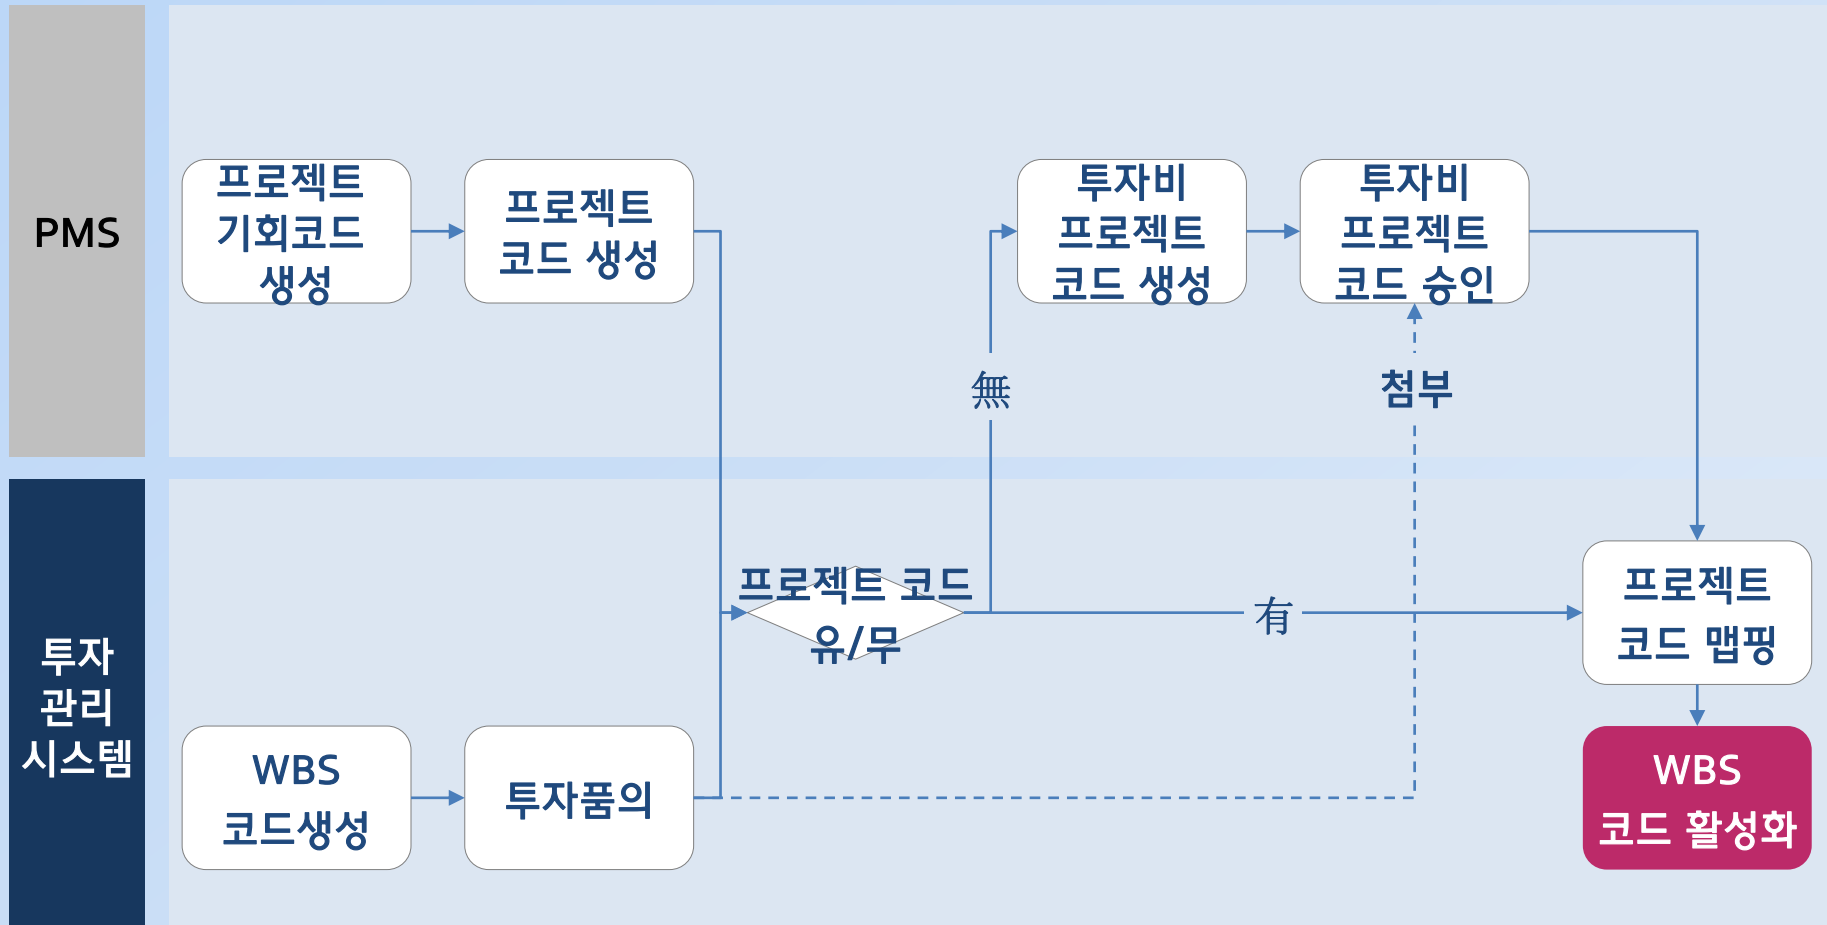 PMS
프로젝트
기회코드
생성
프로젝트
코드 생성
투자비
프로젝트
코드 생성
투자비
프로젝트
코드 승인
無
첨부
투자
관리
시스템
프로젝트 코드
유/무
有
프로젝트
코드 맵핑
WBS
코드생성
투자품의
WBS
코드 활성화